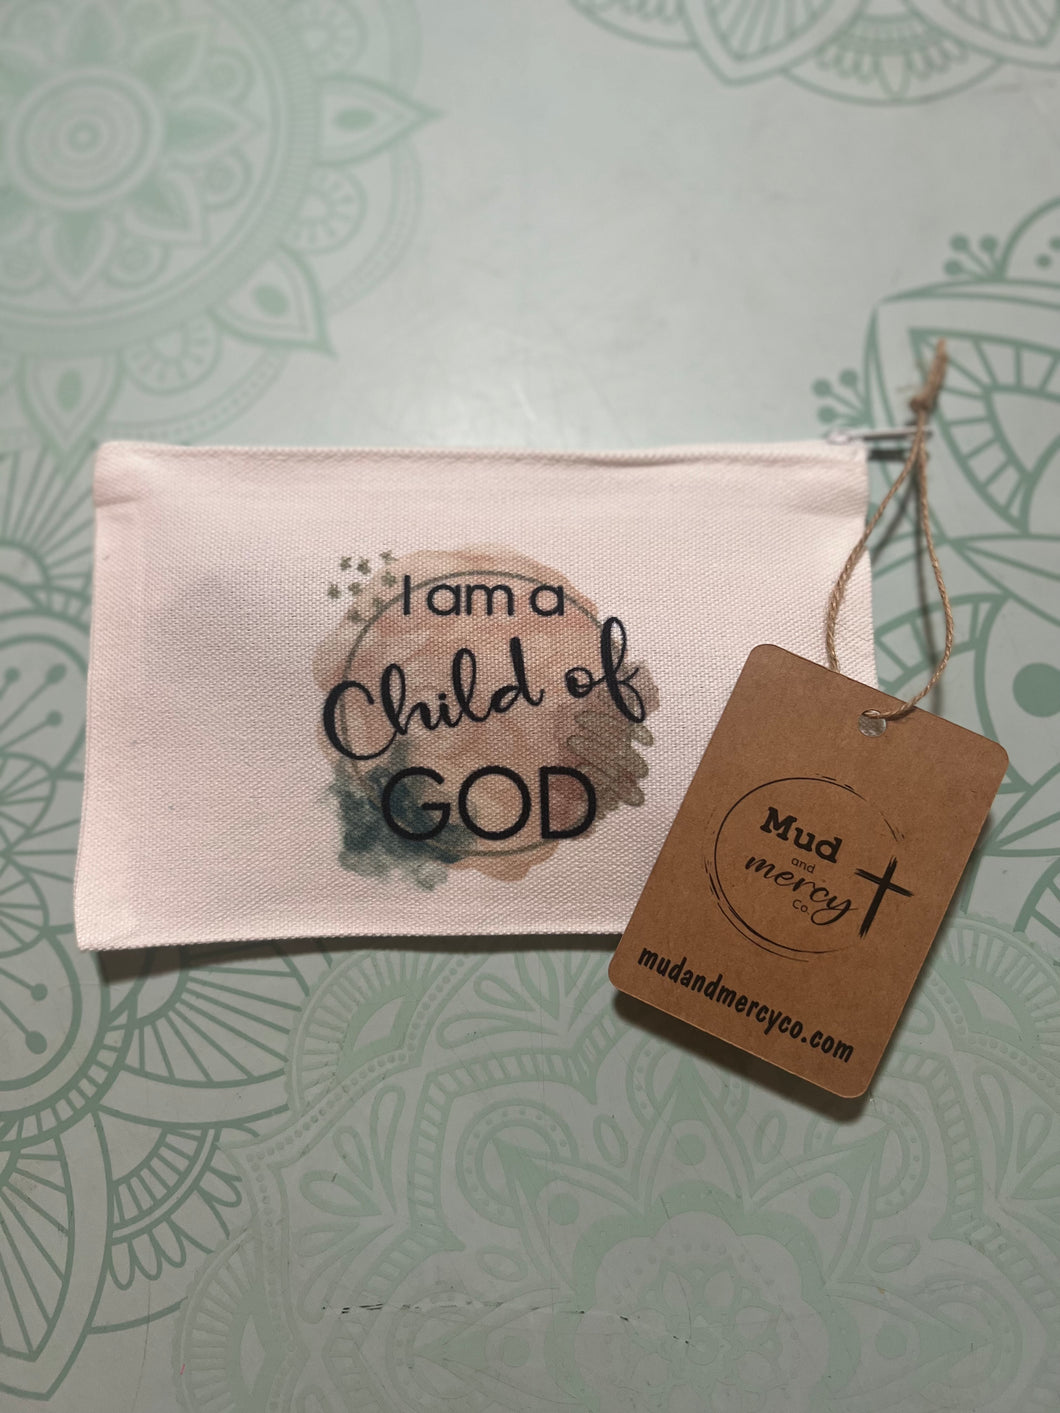 I am a
Child of
GOD
Mud
and
mercy
Co.
mudandmercyco.com